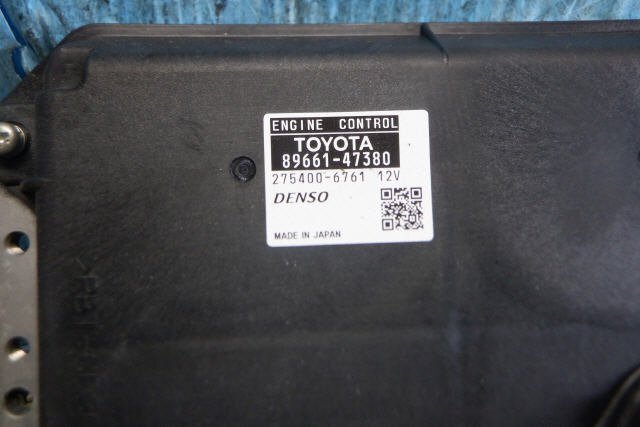 ENGINE CONTROL
TOYOTA
89661-47380
275400-6761 12V
DENSO
MADE IN JAPAN